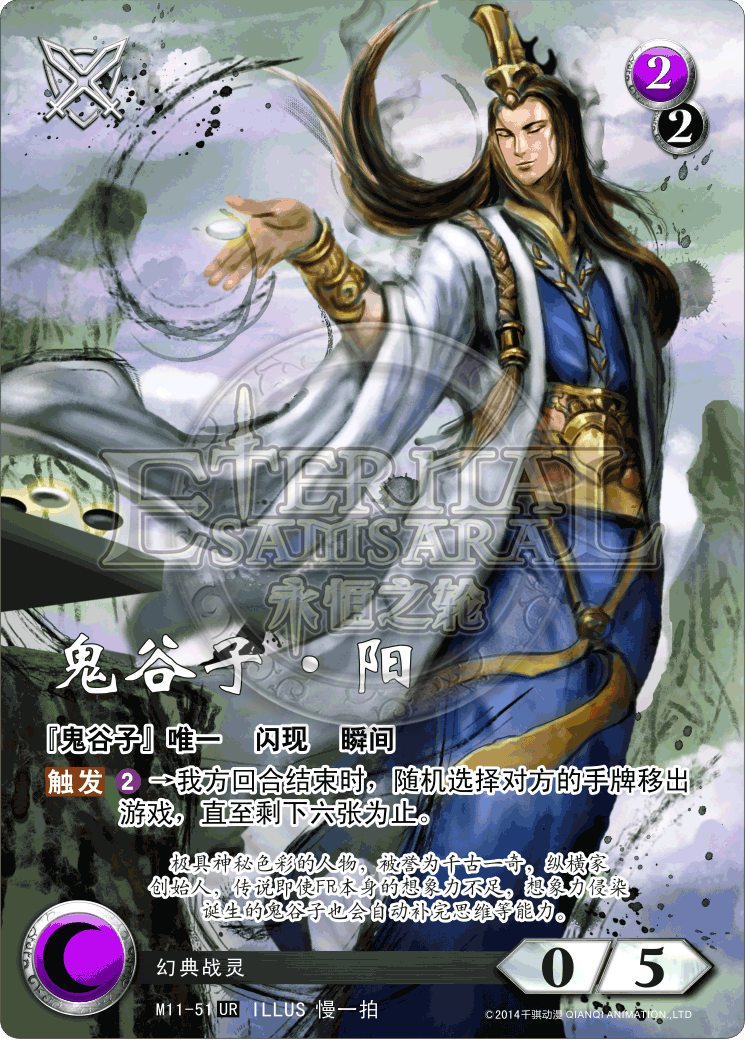 2
2
ETERNAL
SAMSARA
永恒之轮
鬼谷子·阳
『鬼谷子』唯一 闪现 瞬间
触发 2 →我方回合结束时，随机选择对方的手牌移出
游戏，直至剩下六张为止。
极具神秘色彩的人物，被誉为千古一奇，纵横家
创始人，传说即使FR本身的想象力不足，想象力侵染
诞生的鬼谷子也会自动补完思维等能力。
幻典战灵
0/5
M11-51 UR ILLUS 慢一拍
©2014千骐动漫 QIANQI ANIMATION.,LTD